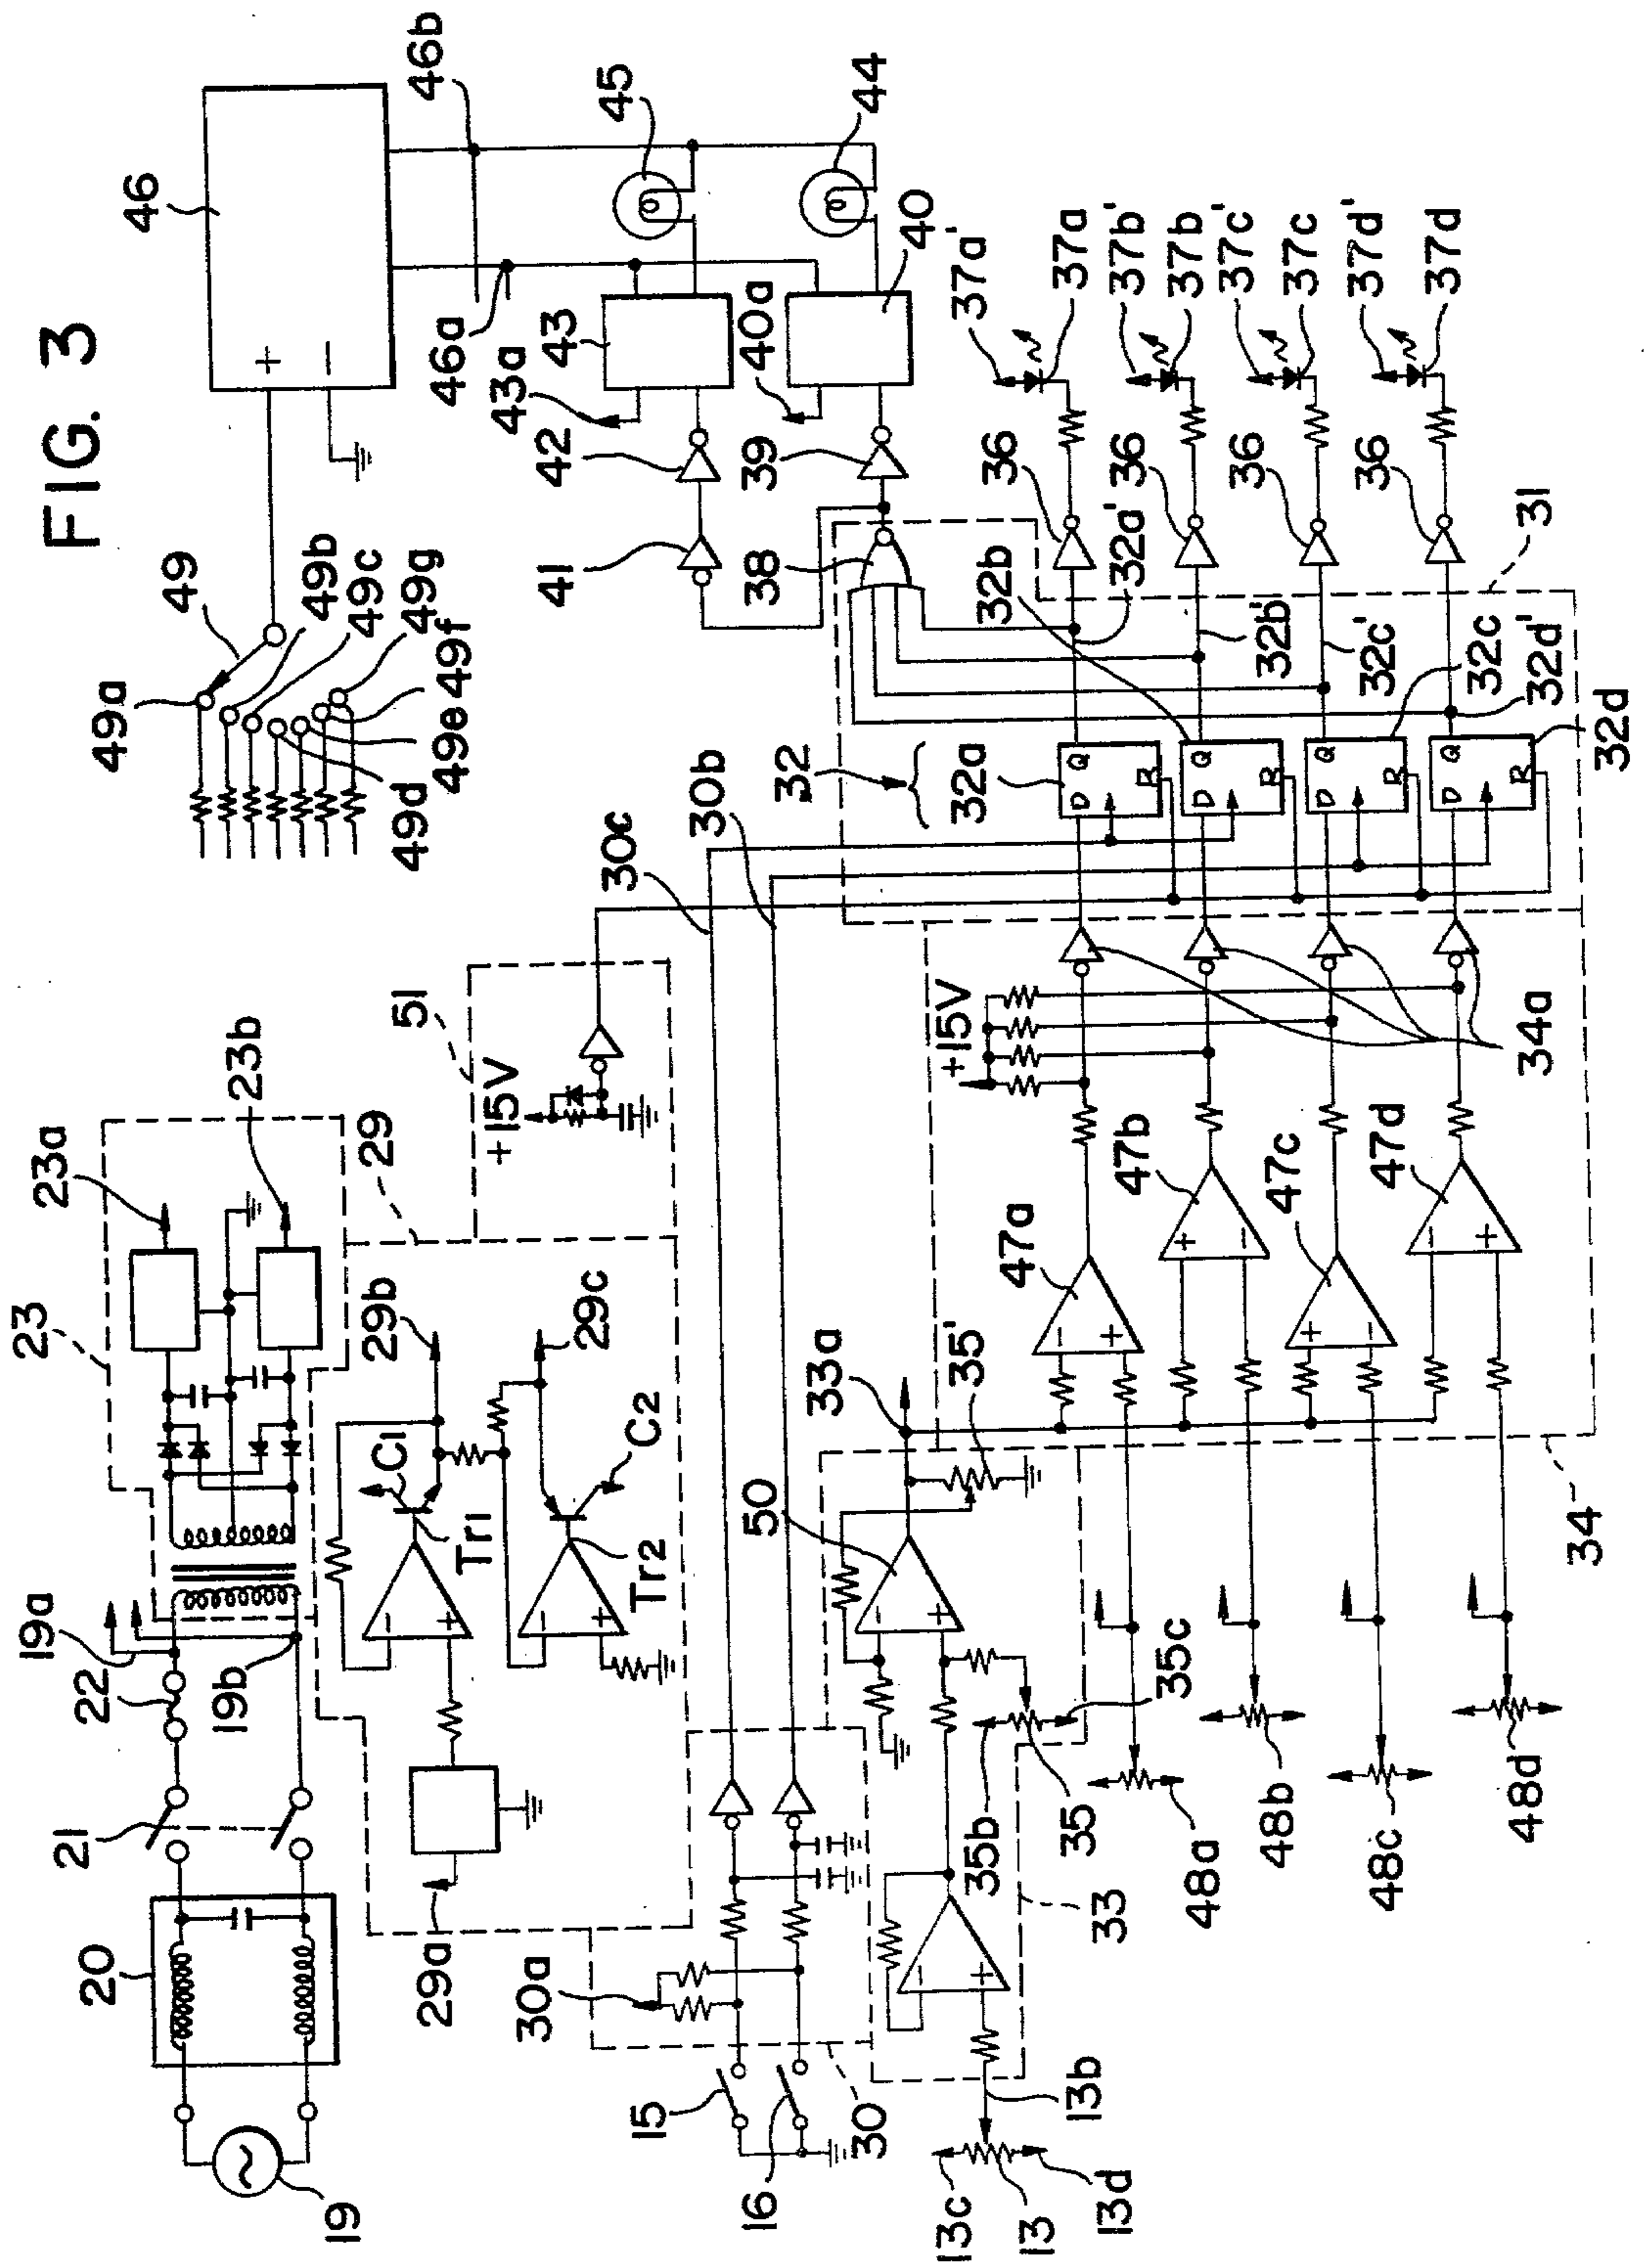 FIG. 3
19
20
21
22
19a
19b
23
23a
23b
29
29a
29b
29c
C1
C2
Tr1
Tr2
-
+
-
+
51
+15V
49
49a
49b
49c
49d
49e
49f
49g
46
+
-
46a
46b
45
44
43
43a
42
41
40
40a
39
38
15
16
30
30a
30b
30c
13
13b
13c
13d
33
33a
-
+
50
-
+
35
35'
35b
35c
48a
48b
48c
48d
34
34a
47a
-
+
47b
+
-
47c
+
-
47d
-
+
+15V
31
32
32a
32b
32c
32d
D Q
R
D Q
R
D Q
R
D Q
R
32a'
32b'
32c'
32d'
36
36
36
36
37a'
37a
37b'
37b
37c'
37c
37d'
37d